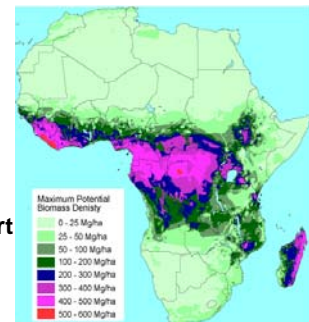 rt
Maximum Potential
Biomass Denisty
0 - 25 Mg/ha
25 - 50 Mg/ha
50 - 100 Mg/ha
100 - 200 Mg/ha
200 - 300 Mg/ha
300 - 400 Mg/ha
400 - 500 Mg/ha
500 - 600 Mg/ha